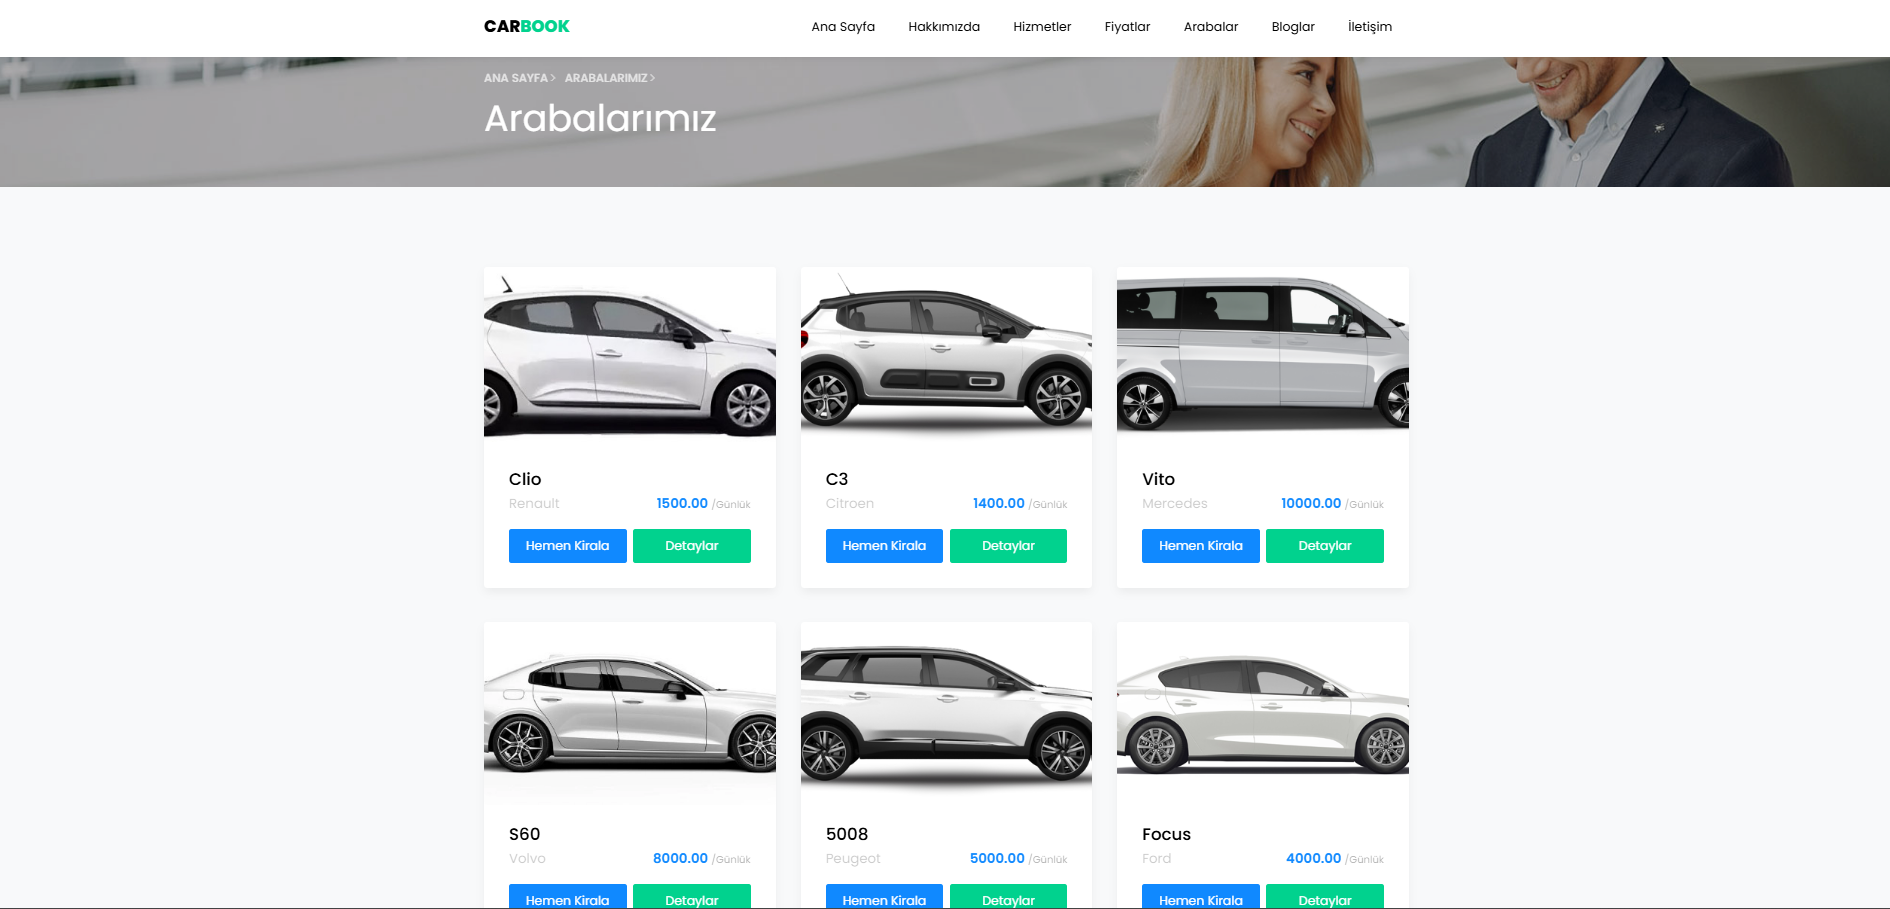 CARBOOK
Ana Sayfa Hakkımızda Hizmetler Fiyatlar Arabalar Bloglar İletişim
ANA SAYFA > ARABALARIMIZ >
Arabalarımız
Clio
Renault 1500.00 /Günlük
Hemen Kirala Detaylar
C3
Citroen 1400.00 /Günlük
Hemen Kirala Detaylar
Vito
Mercedes 10000.00 /Günlük
Hemen Kirala Detaylar
S60
Volvo 8000.00 /Günlük
Hemen Kirala Detaylar
5008
Peugeot 5000.00 /Günlük
Hemen Kirala Detaylar
Focus
Ford 4000.00 /Günlük
Hemen Kirala Detaylar